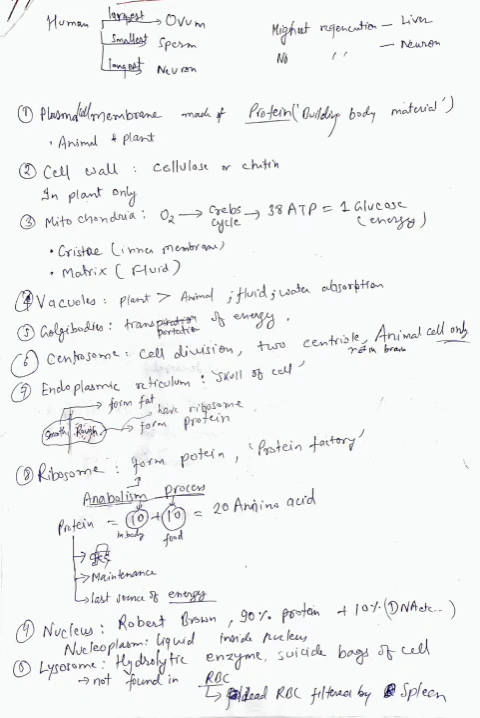 Human largest → Ovum
smallest Sperm
longest Neuron
Highest regeneration - Liver
No '' - Neuron
① Plasma/cell membrane made of Protein ('Building body material')
• Animal & plant
② Cell wall : cellulose or chitin
In plant only
③ Mitochondria : O2 → Crebs cycle → 38 ATP = 1 Glucose (energy)
• Cristae (inner membrane)
• Matrix (Fluid)
④ Vacuoles : plant > Animal ; fluid ; water absorption
⑤ Golgibodies : transportation of energy.
⑥ Centrosome : cell division, two centriole, Animal cell only
not in brain
⑦ Endoplasmic reticulum : 'skull of cell'
→ form fat
Smooth Rough → have ribosome
→ form protein
⑧ Ribosome : form potein, 'Protein factory'
Anabolism process
Protein = 10 + 10 = 20 Amino acid
in body food
→ Maintenance
→ last source of energy
9 Nucleus : Robert Brown, 90% protein + 10% (DNA etc...)
Nucleoplasm : liquid inside nucleus
⑩ Lysosome : Hydrolytic enzyme, suicide bags of cell
→ not found in RBC
→ dead RBC filtered by Spleen